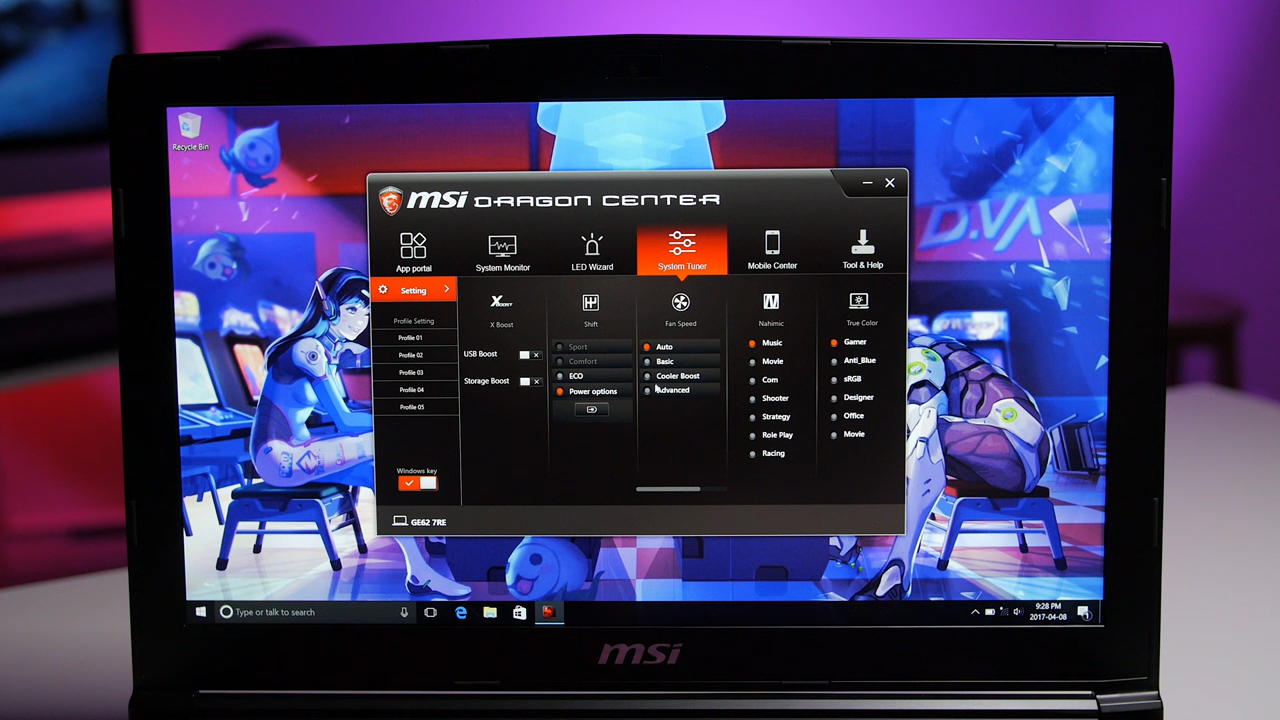 Recycle Bin
D.VA
msi DRAGON CENTER
App portal
System Monitor
LED Wizard
System Tuner
Mobile Center
Tool & Help
Setting
Profile Setting
Profile 01
Profile 02
Profile 03
Profile 04
Profile 05
Windows key
XBOOST
X Boost
USB Boost
Storage Boost
Shift
Sport
Comfort
ECO
Power options
Fan Speed
Auto
Basic
Cooler Boost
Advanced
Nahimic
Music
Movie
Com
Shooter
Strategy
Role Play
Racing
True Color
Gamer
Anti_Blue
sRGB
Designer
Office
Movie
GE62 7RE
Type or talk to search
9:28 PM
2017-04-08
msi